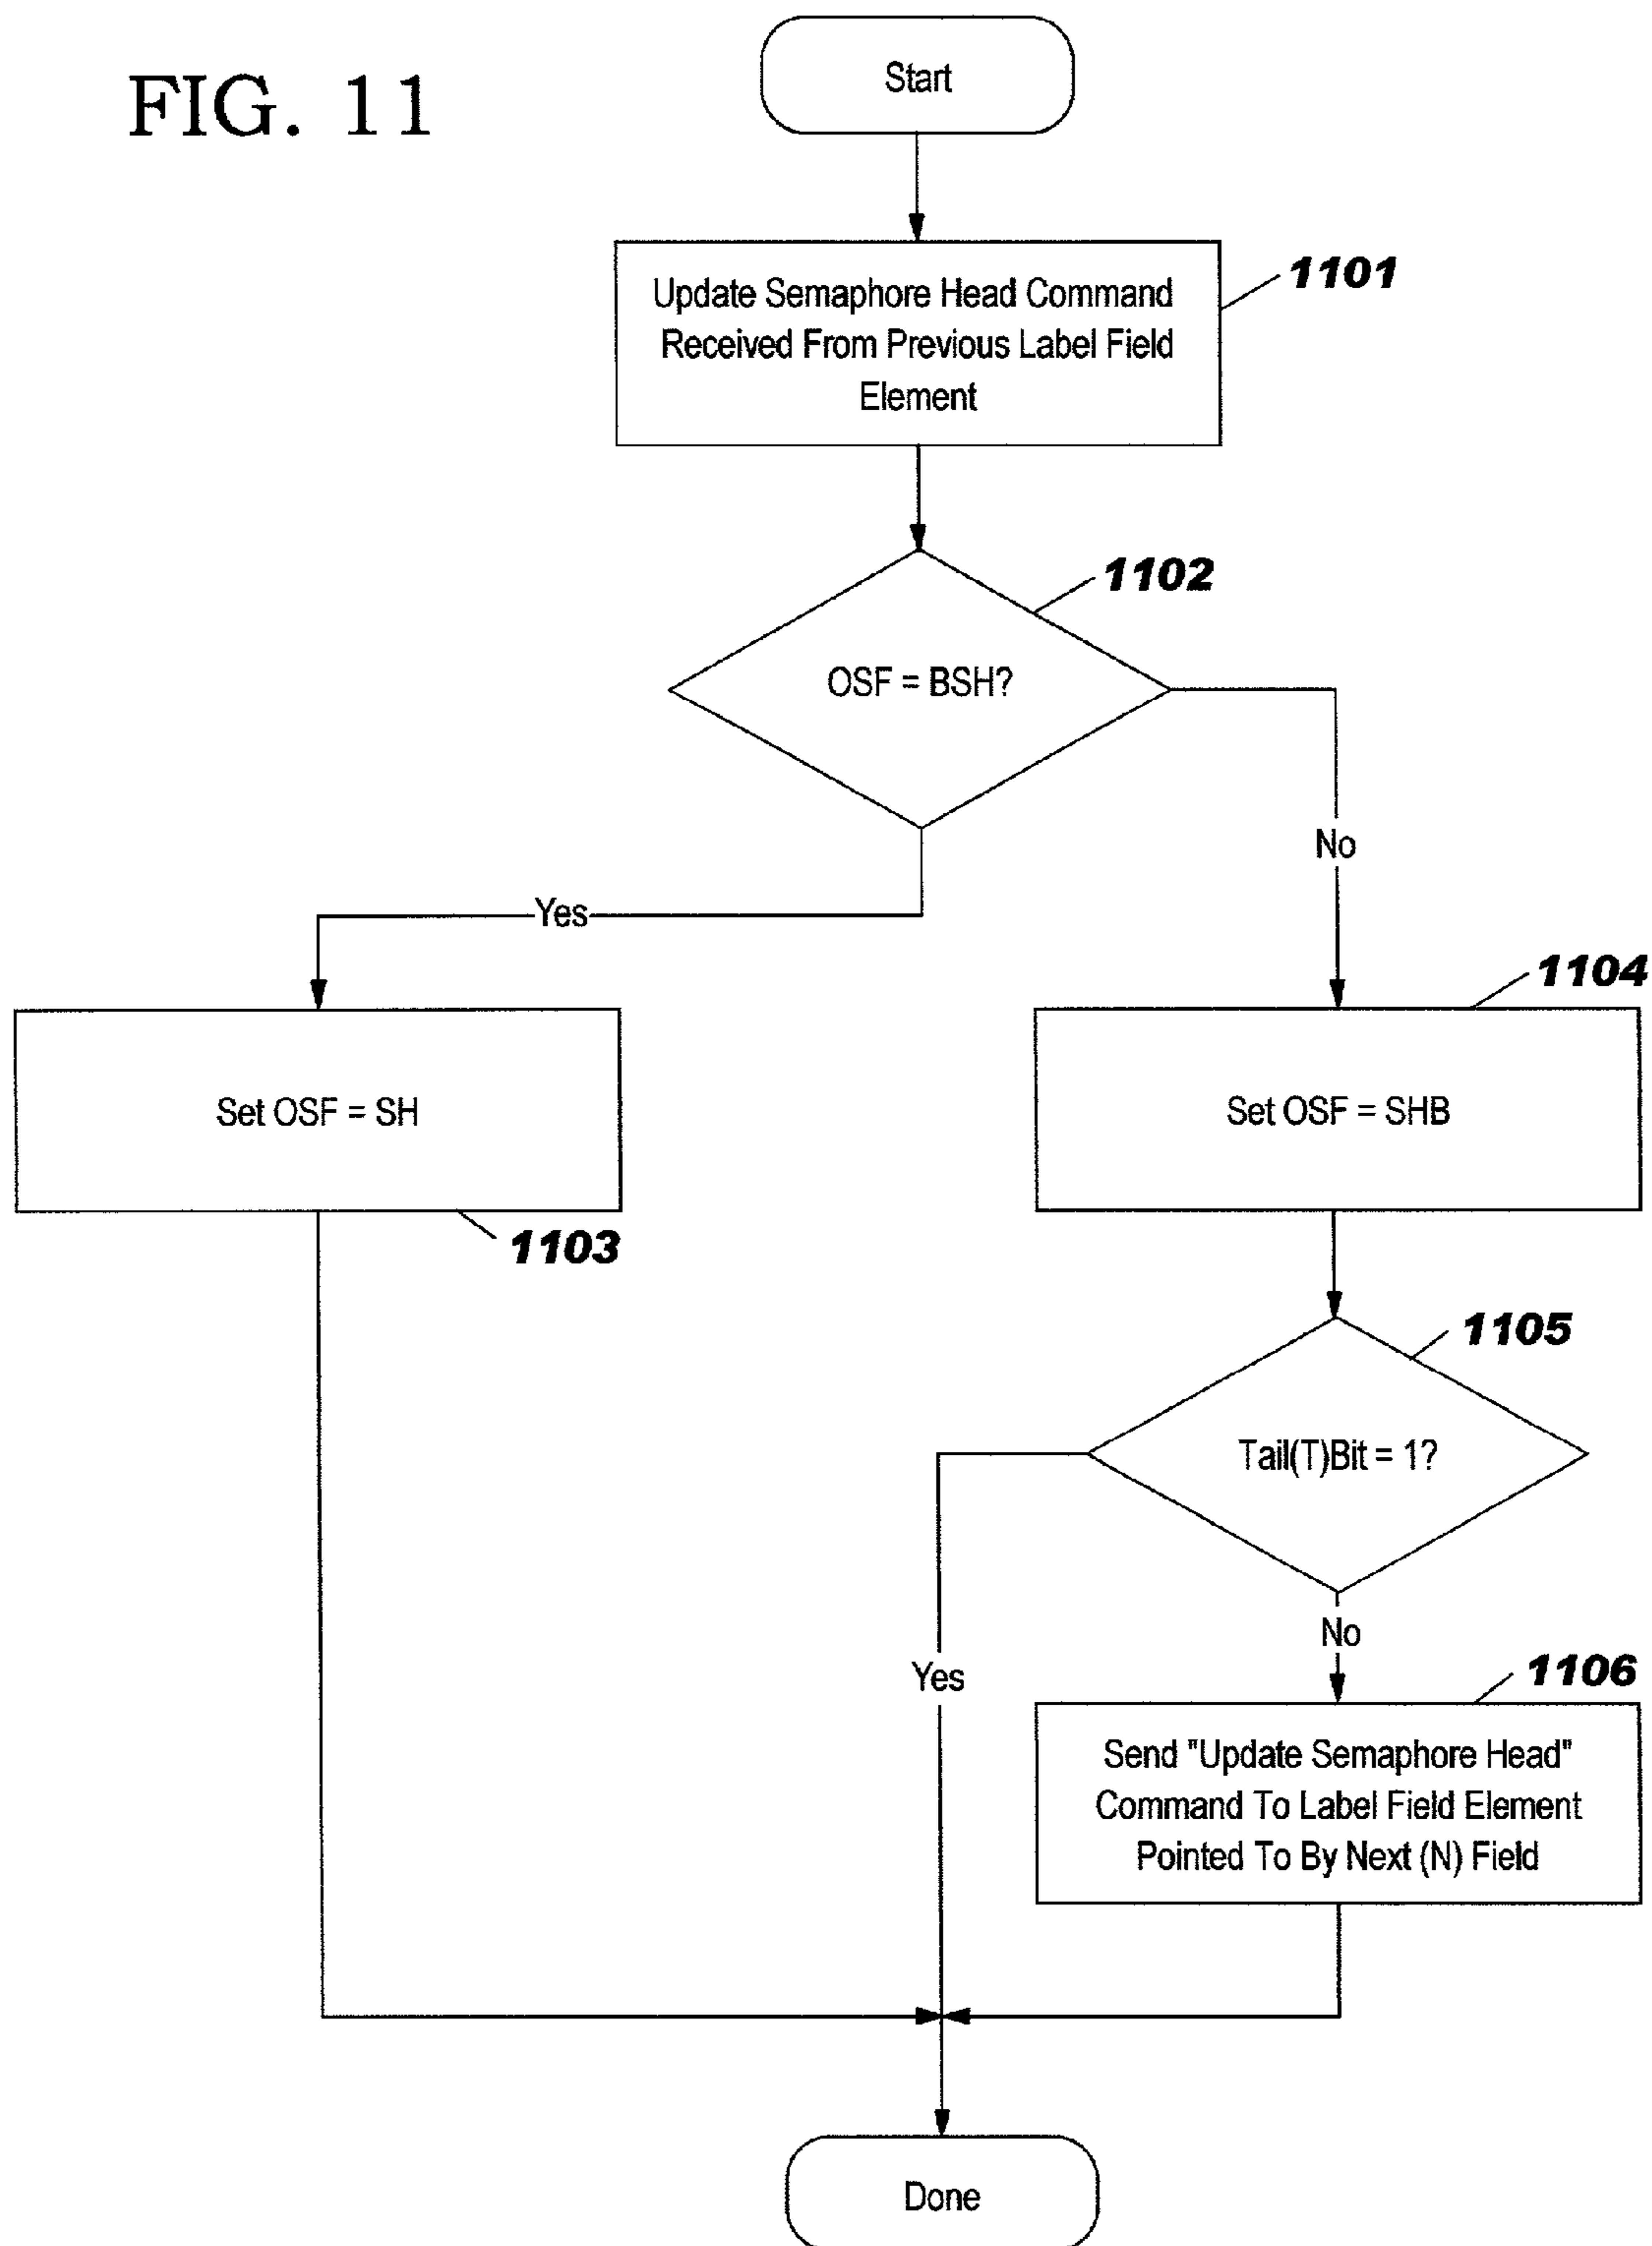 FIG. 11
Start
Update Semaphore Head Command
Received From Previous Label Field
Element
1101
OSF = BSH?
1102
No
Yes
Set OSF = SH
1103
Set OSF = SHB
1104
Tail(T)Bit = 1?
1105
No
Yes
Send "Update Semaphore Head"
Command To Label Field Element
Pointed To By Next (N) Field
1106
Done